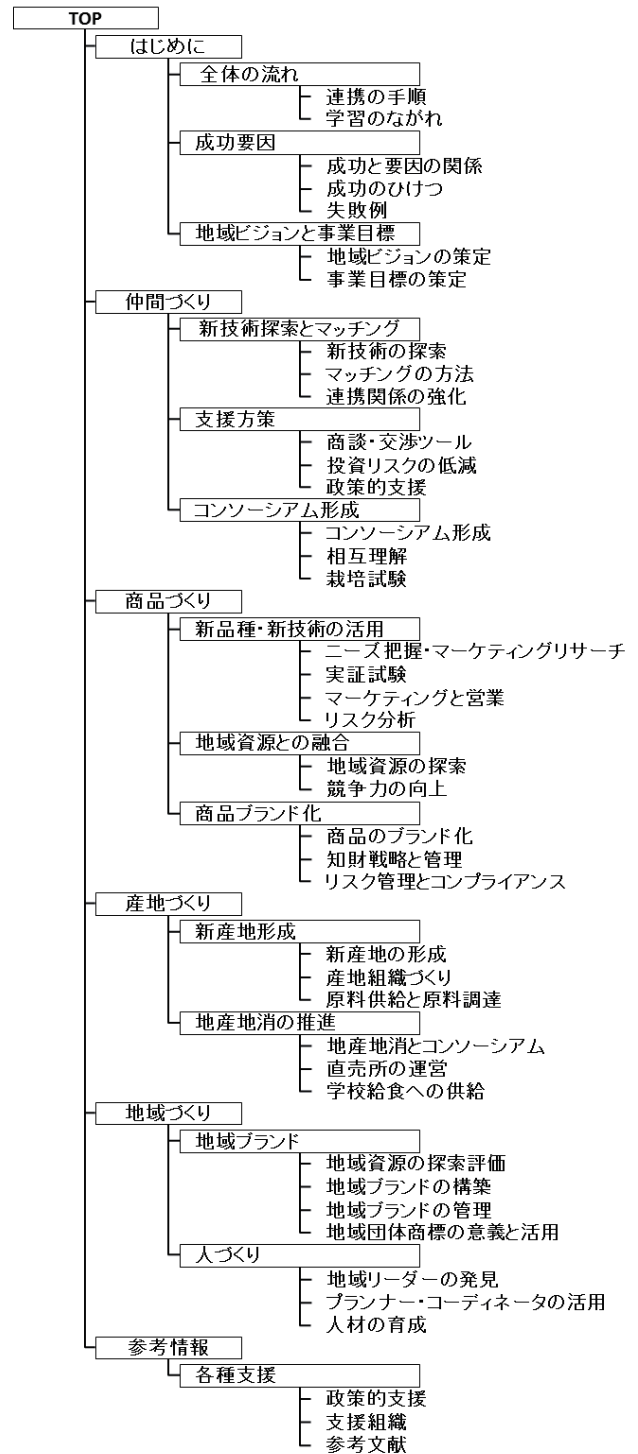 TOP
はじめに
全体の流れ
連携の手順
学習のながれ
成功要因
成功と要因の関係
成功のひけつ
失敗例
地域ビジョンと事業目標
地域ビジョンの策定
事業目標の策定
仲間づくり
新技術探索とマッチング
新技術の探索
マッチングの方法
連携関係の強化
支援方策
商談・交渉ツール
投資リスクの低減
政策的支援
コンソーシアム形成
コンソーシアム形成
相互理解
栽培試験
商品づくり
新品種・新技術の活用
ニーズ把握・マーケティングリサーチ
実証試験
マーケティングと営業
リスク分析
地域資源との融合
地域資源の探索
競争力の向上
商品ブランド化
商品のブランド化
知財戦略と管理
リスク管理とコンプライアンス
産地づくり
新産地形成
新産地の形成
産地組織づくり
原料供給と原料調達
地産地消の推進
地産地消とコンソーシアム
直売所の運営
学校給食への供給
地域づくり
地域ブランド
地域資源の探索評価
地域ブランドの構築
地域ブランドの管理
地域団体商標の意義と活用
人づくり
地域リーダーの発見
プランナー・コーディネータの活用
人材の育成
参考情報
各種支援
政策的支援
支援組織
参考文献